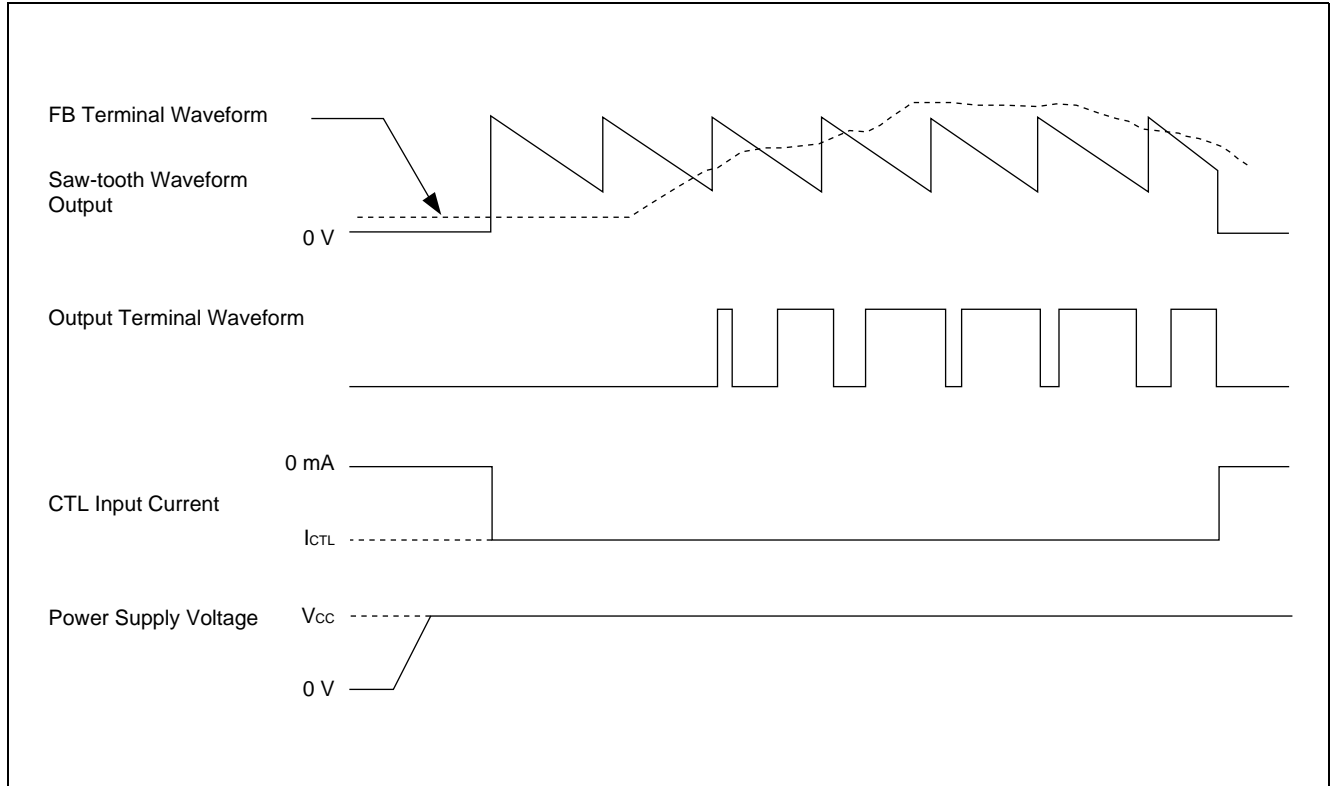 FB Terminal Waveform
Saw-tooth Waveform
Output
0 V
Output Terminal Waveform
0 mA
CTL Input Current
ICTL
Power Supply Voltage
VCC
0 V